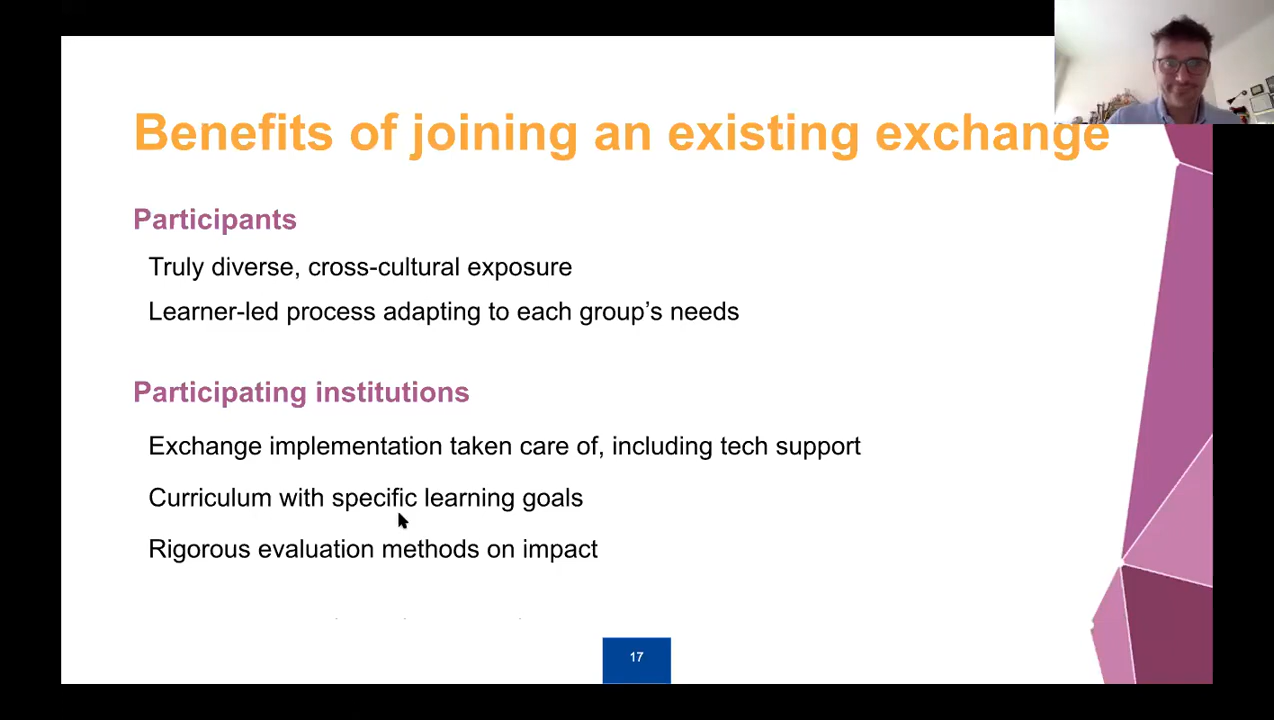 Benefits of joining an existing exchange
Participants
Truly diverse, cross-cultural exposure
Learner-led process adapting to each group’s needs
Participating institutions
Exchange implementation taken care of, including tech support
Curriculum with specific learning goals
Rigorous evaluation methods on impact
17